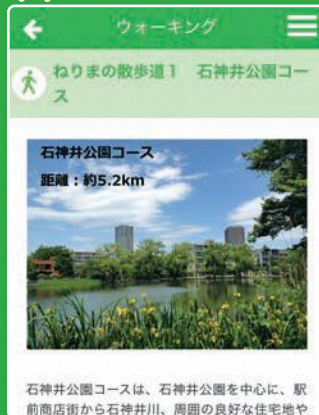 ウォーキング
ねりまの散歩道1 石神井公園コー
ス
石神井公園コース
距離：約5.2km
石神井公園コースは、石神井公園を中心に、駅
前商店街から石神井川、周囲の良好な住宅地や